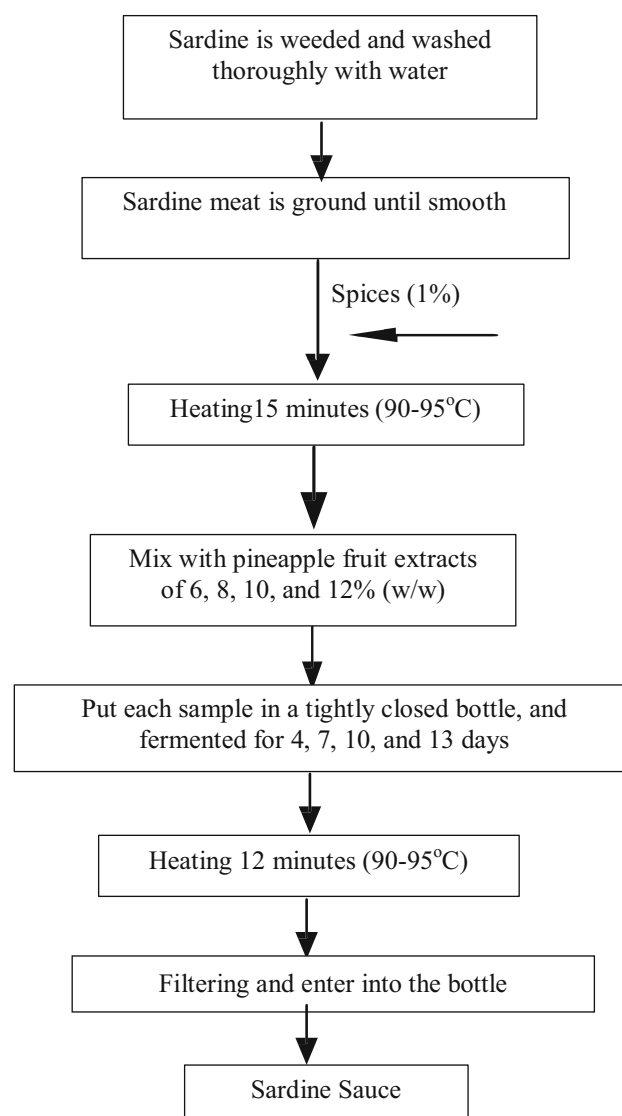 Sardine is weeded and washed
thoroughly with water
Sardine meat is ground until smooth
Spices (1%)
Heating15 minutes (90-95°C)
Mix with pineapple fruit extracts
of 6, 8, 10, and 12% (w/w)
Put each sample in a tightly closed bottle, and
fermented for 4, 7, 10, and 13 days
Heating 12 minutes (90-95°C)
Filtering and enter into the bottle
Sardine Sauce